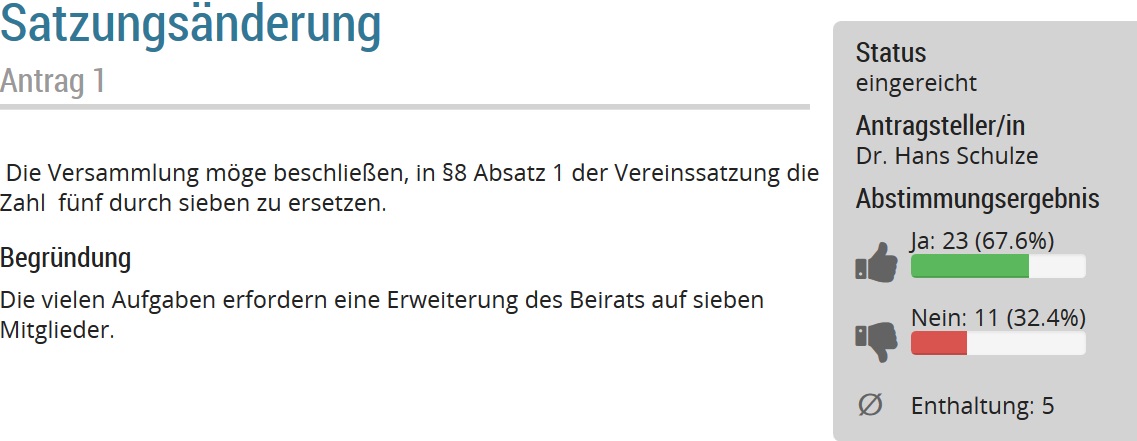 Satzungsänderung
Antrag 1
Die Versammlung möge beschließen, in §8 Absatz 1 der Vereinssatzung die
Zahl  fünf durch sieben zu ersetzen.
Begründung
Die vielen Aufgaben erfordern eine Erweiterung des Beirats auf sieben
Mitglieder.
Status
eingereicht
Antragsteller/in
Dr. Hans Schulze
Abstimmungsergebnis
Ja: 23 (67.6%)
Nein: 11 (32.4%)
Ø Enthaltung: 5